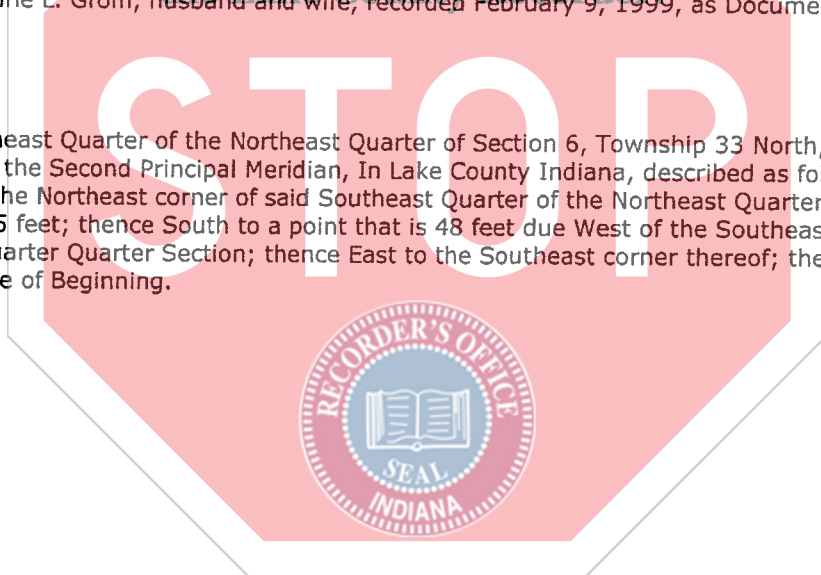 L. Grom, husband and wife, recorded February 9, 1999, as Docume
STOP
east Quarter of the Northeast Quarter of Section 6, Township 33 North,
the Second Principal Meridian, In Lake County Indiana, described as fo
he Northeast corner of said Southeast Quarter of the Northeast Quarter
5 feet; thence South to a point that is 48 feet due West of the Southeas
arter Quarter Section; thence East to the Southeast corner thereof; the
e of Beginning.
RECORDER'S OFFICE
SEAL
INDIANA